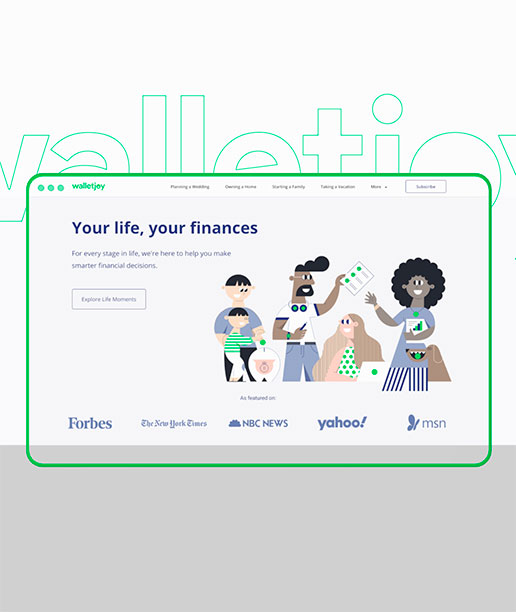 walletjoy
walletjoy
Planning a Wedding
Owning a Home
Starting a Family
Taking a Vacation
More
Subscribe
Your life, your finances
For every stage in life, we're here to help you make
smarter financial decisions.
Explore Life Moments
As featured on:
Forbes
The New York Times
NBC NEWS
yahoo!
msn